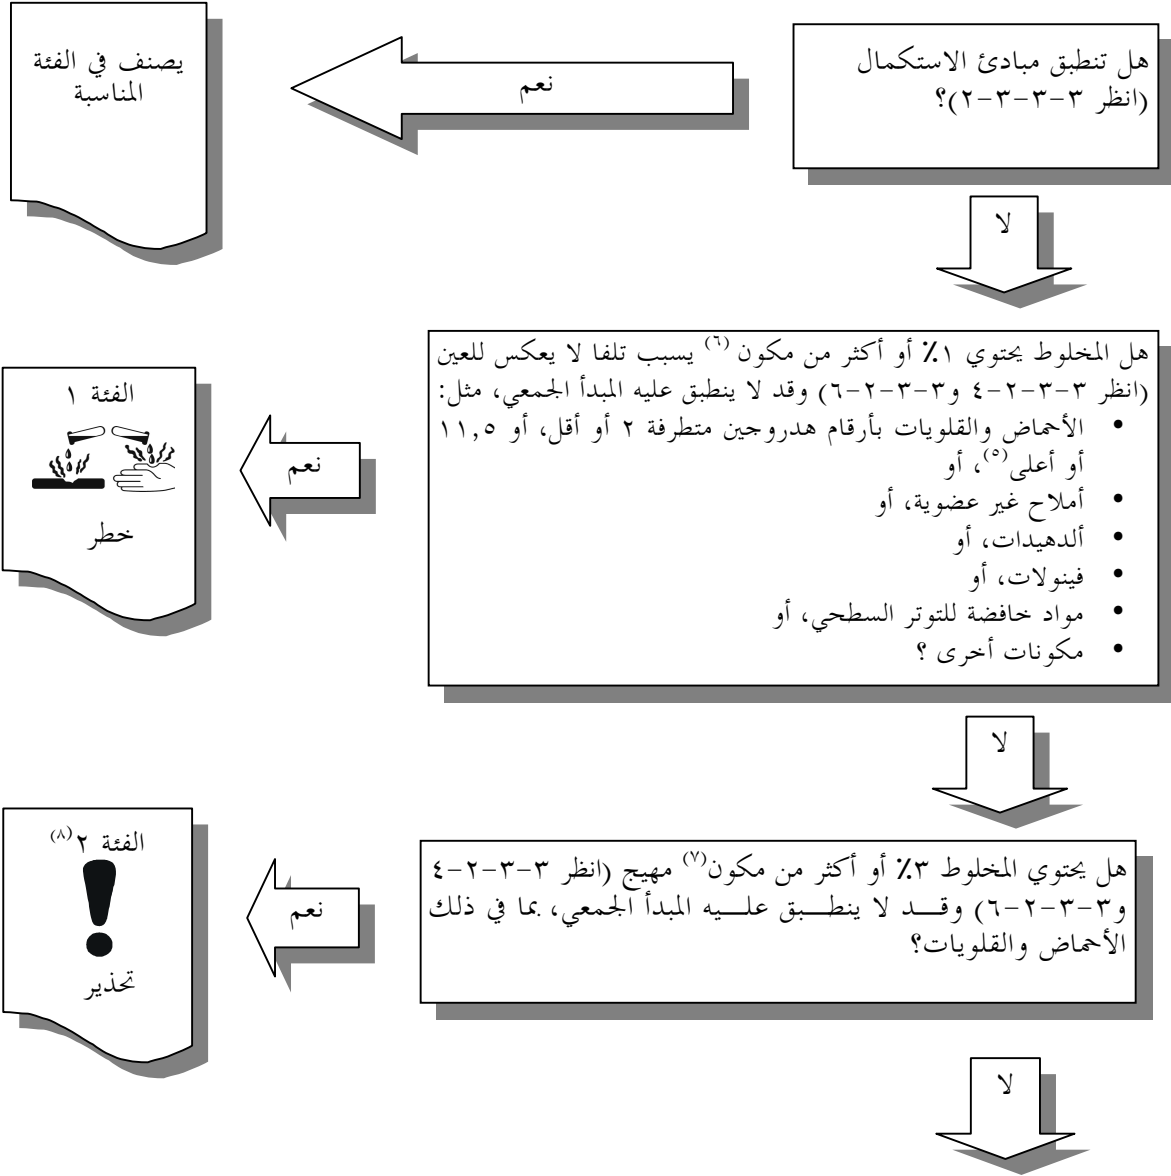 هل تنطبق مبادئ الاستكمال
(انظر ٣-٣-٣-٢)؟
نعم
يصنف في الفئة
المناسبة
لا
هل المخلوط يحتوي ١٪ أو أكثر من مكون (٦) يسبب تلفا لا يعكس للعين
(انظر ٣-٣-٢-٤ و٣-٣-٢-٦) وقد لا ينطبق عليه المبدأ الجمعي، مثل:
• الأحماض والقلويات بأرقام هدروجين متطرفة ٢ أو أقل، أو ١١,٥
أو أعلى(٥)، أو
• أملاح غير عضوية، أو
• ألدهيدات، أو
• فينولات، أو
• مواد خافضة للتوتر السطحي، أو
• مكونات أخرى ؟
نعم
الفئة ١
خطر
لا
هل يحتوي المخلوط ٣٪ أو أكثر من مكون(٧) مهيج (انظر ٣-٣-٢-٤
و٣-٣-٢-٦) وقد لا ينطبق عليه المبدأ الجمعي، بما في ذلك
الأحماض والقلويات؟
نعم
الفئة ٢(٨)
تحذير
لا